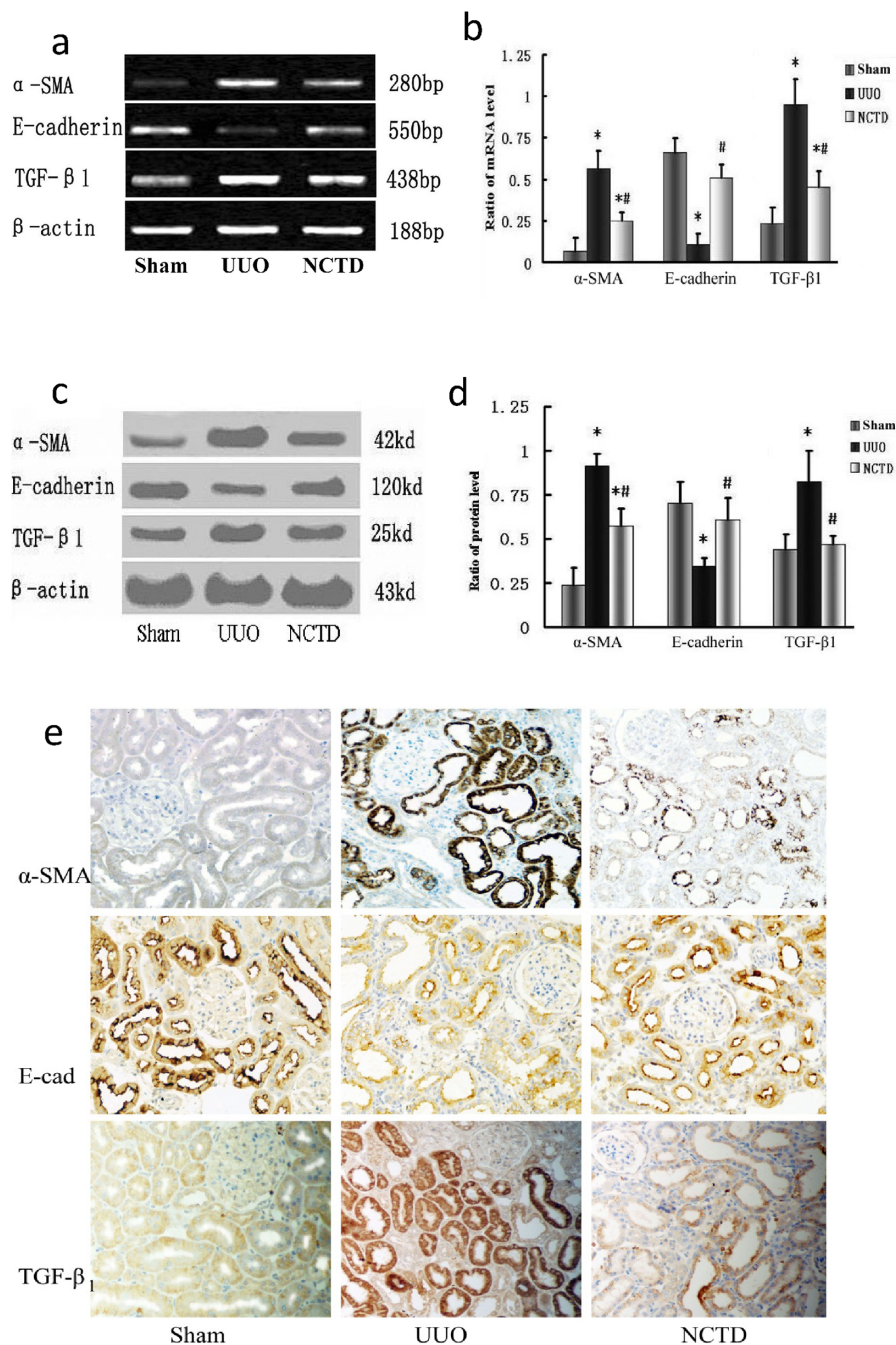 a
α-SMA 280bp
E-cadherin 550bp
TGF-β1 438bp
β-actin 188bp
Sham UUO NCTD
b
Ratio of mRNA level
1.25
1
0.75
0.5
0.25
0
* * *# * # * *#
Sham
UUO
NCTD
α-SMA E-cadherin TGF-β1
c
α-SMA 42kd
E-cadherin 120kd
TGF-β1 25kd
β-actin 43kd
Sham UUO NCTD
d
Ratio of protein level
1.25
1
0.75
0.5
0.25
0
* *# * # * #
Sham
UUO
NCTD
α-SMA E-cadherin TGF-β1
e
α-SMA
E-cad
TGF-β1
Sham UUO NCTD